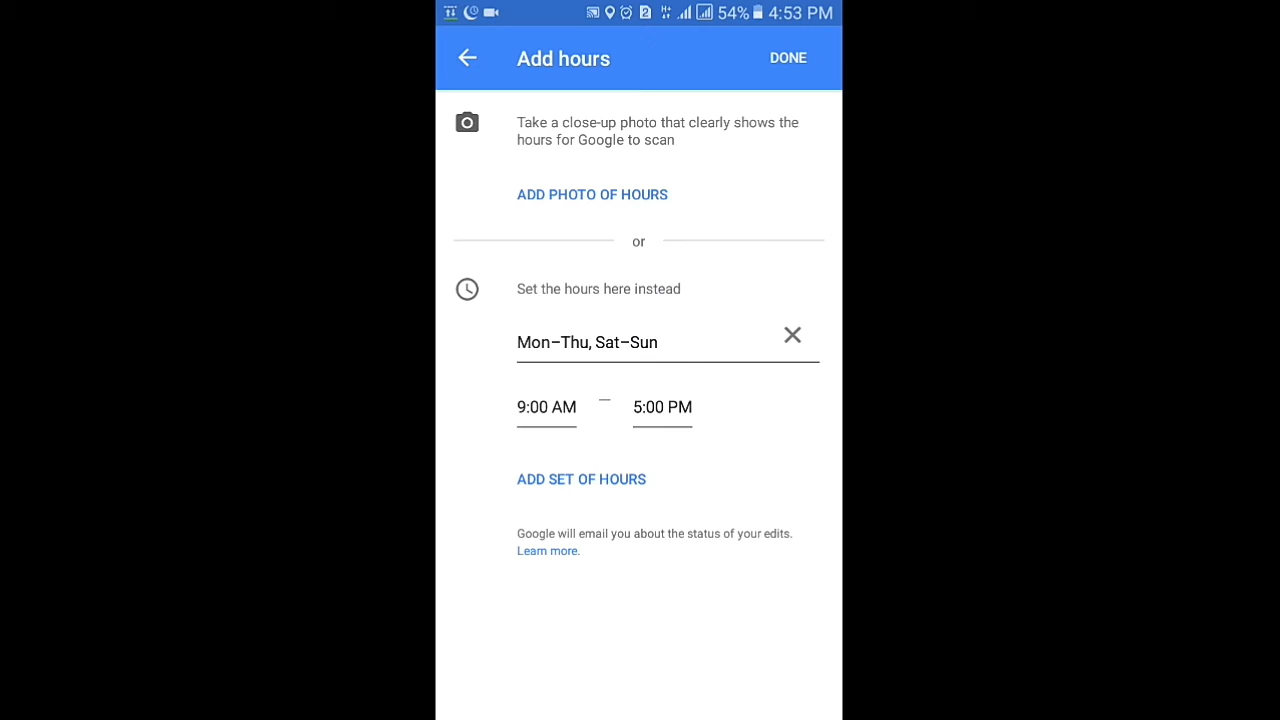 54% 4:53 PM
Add hours DONE
Take a close-up photo that clearly shows the
hours for Google to scan
ADD PHOTO OF HOURS
or
Set the hours here instead
Mon–Thu, Sat–Sun
9:00 AM — 5:00 PM
ADD SET OF HOURS
Google will email you about the status of your edits.
Learn more.